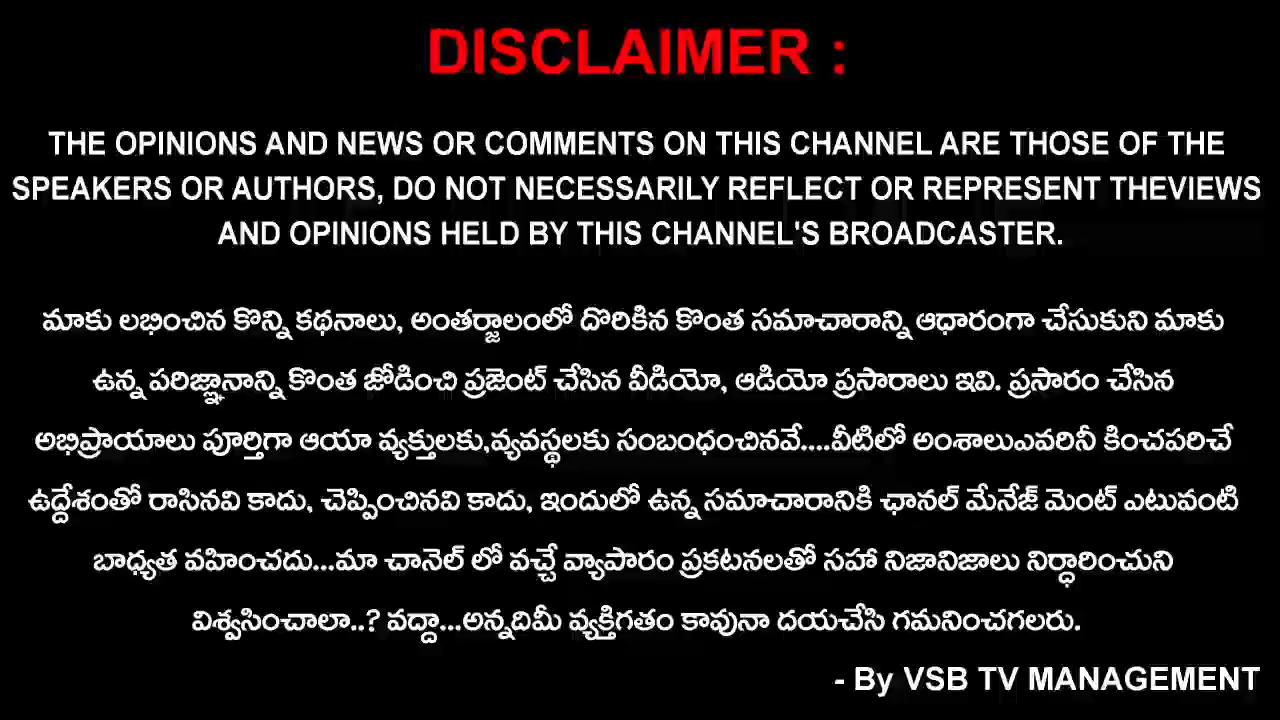 DISCLAIMER :
THE OPINIONS AND NEWS OR COMMENTS ON THIS CHANNEL ARE THOSE OF THE
SPEAKERS OR AUTHORS, DO NOT NECESSARILY REFLECT OR REPRESENT THEVIEWS
AND OPINIONS HELD BY THIS CHANNEL'S BROADCASTER.
మాకు లభించిన కొన్ని కథనాలు, అంతర్జాలంలో దొరికిన కొంత సమాచారాన్ని ఆధారంగా చేసుకుని మాకు
ఉన్న పరిజ్ఞానాన్ని కొంత జోడించి ప్రజెంట్ చేసిన వీడియో, ఆడియో ప్రసారాలు ఇవి. ప్రసారం చేసిన
అభిప్రాయాలు పూర్తిగా ఆయా వ్యక్తులకు,వ్యవస్థలకు సంబంధించినవే....వీటిలో అంశాలుఎవరినీ కించపరిచే
ఉద్దేశంతో రాసినవి కాదు, చెప్పించినవి కాదు, ఇందులో ఉన్న సమాచారానికి ఛానల్ మేనేజ్ మెంట్ ఎటువంటి
బాధ్యత వహించదు...మా చానెల్ లో వచ్చే వ్యాపారం ప్రకటనలతో సహా నిజానిజాలు నిర్ధారించుని
విశ్వసించాలా..? వద్దా...అన్నదిమీ వ్యక్తిగతం కావునా దయచేసి గమనించగలరు.
- By VSB TV MANAGEMENT